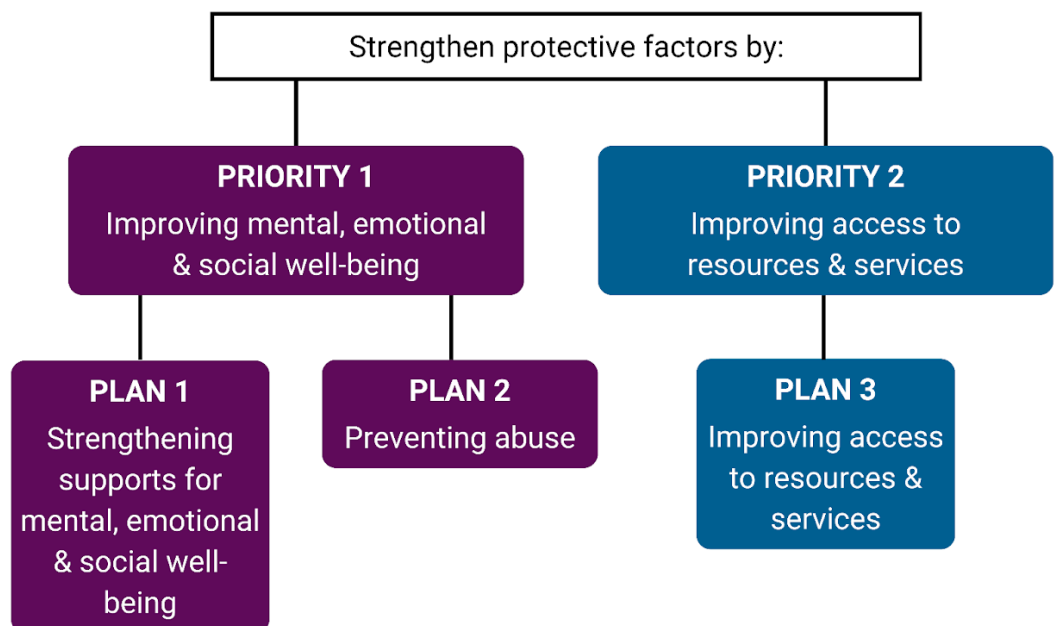 Strengthen protective factors by:
PRIORITY 1
Improving mental, emotional
& social well-being
PRIORITY 2
Improving access to
resources & services
PLAN 1
Strengthening
supports for
mental, emotional
& social well-
being
PLAN 2
Preventing abuse
PLAN 3
Improving access
to resources &
services